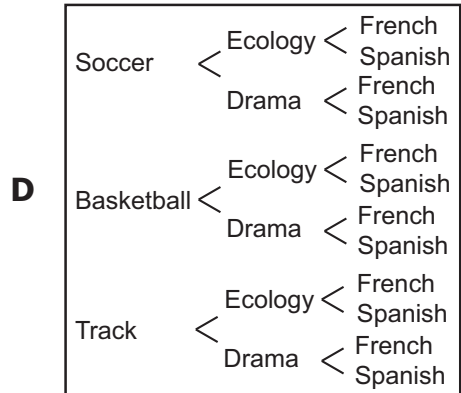 D
Soccer
Ecology
French
Spanish
Drama
French
Spanish
Basketball
Ecology
French
Spanish
Drama
French
Spanish
Track
Ecology
French
Spanish
Drama
French
Spanish